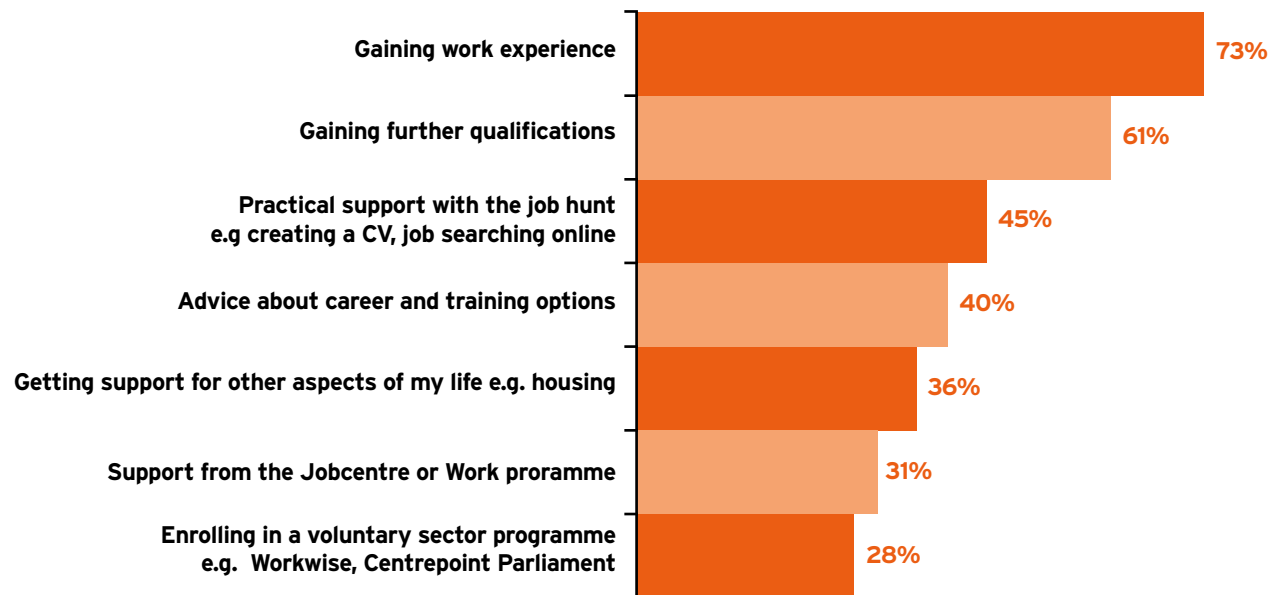 Gaining work experience
73%
Gaining further qualifications
61%
Practical support with the job hunt
e.g creating a CV, job searching online
45%
Advice about career and training options
40%
Getting support for other aspects of my life e.g. housing
36%
Support from the Jobcentre or Work proramme
31%
Enrolling in a voluntary sector programme
e.g. Workwise, Centrepoint Parliament
28%